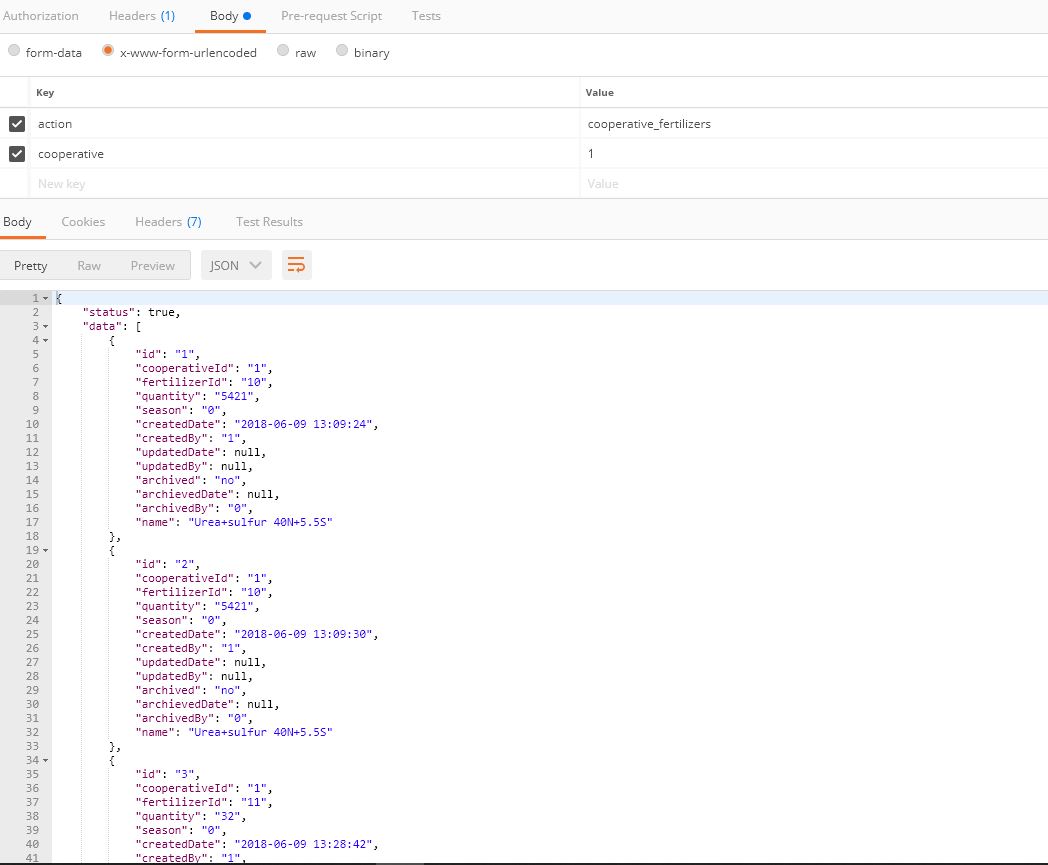 Authorization Headers (1) Body Pre-request Script Tests
form-data x-www-form-urlencoded raw binary
Key Value
action cooperative_fertilizers
cooperative 1
New key Value
Body Cookies Headers (7) Test Results
Pretty Raw Preview JSON
1 {
2 "status": true,
3 "data": [
4 {
5 "id": "1",
6 "cooperativeId": "1",
7 "fertilizerId": "10",
8 "quantity": "5421",
9 "season": "0",
10 "createdDate": "2018-06-09 13:09:24",
11 "createdBy": "1",
12 "updatedDate": null,
13 "updatedBy": null,
14 "archived": "no",
15 "archievedDate": null,
16 "archivedBy": "0",
17 "name": "Urea+sulfur 40N+5.5S"
18 },
19 {
20 "id": "2",
21 "cooperativeId": "1",
22 "fertilizerId": "10",
23 "quantity": "5421",
24 "season": "0",
25 "createdDate": "2018-06-09 13:09:30",
26 "createdBy": "1",
27 "updatedDate": null,
28 "updatedBy": null,
29 "archived": "no",
30 "archievedDate": null,
31 "archivedBy": "0",
32 "name": "Urea+sulfur 40N+5.5S"
33 },
34 {
35 "id": "3",
36 "cooperativeId": "1",
37 "fertilizerId": "11",
38 "quantity": "32",
39 "season": "0",
40 "createdDate": "2018-06-09 13:28:42",
41 "createdBy": "1",